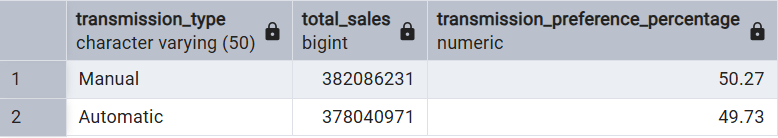 transmission_type total_sales transmission_preference_percentage
character varying (50) bigint numeric
1 Manual 382086231 50.27
2 Automatic 378040971 49.73